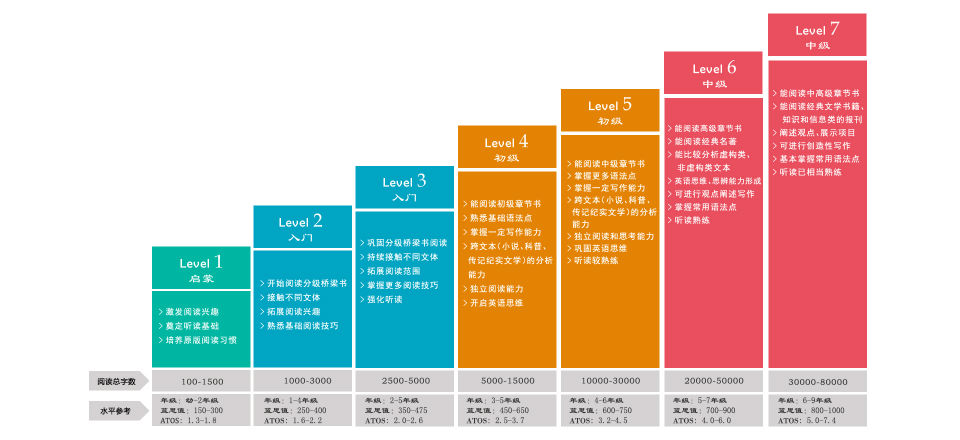 Level 1
启蒙
> 激发阅读兴趣
> 奠定听读基础
> 培养原版阅读习惯
Level 2
入门
> 开始阅读分级桥梁书
> 接触不同文体
> 拓展阅读兴趣
> 熟悉基础阅读技巧
Level 3
入门
> 巩固分级桥梁书阅读
> 持续接触不同文体
> 拓展阅读范围
> 掌握更多阅读技巧
> 强化听读
Level 4
初级
> 能阅读初级章节书
> 熟悉基础语法点
> 掌握一定写作能力
> 跨文本(小说、科普、
传记纪实文学)的分析
能力
> 独立阅读能力
> 开启英语思维
Level 5
初级
> 能阅读中级章节书
> 掌握更多语法点
> 掌握一定写作能力
> 跨文本(小说、科普、
传记纪实文学)的分析
能力
> 独立阅读和思考能力
> 巩固英语思维
> 听读较熟练
Level 6
中级
> 能阅读高级章节书
> 能阅读经典名著
> 能比较分析虚构类、
非虚构类文本
> 英语思维、思辨能力形成
> 可进行观点阐述写作
> 掌握常用语法点
> 听读熟练
Level 7
中级
> 能阅读中高级章节书
> 能阅读经典文学书籍、
知识和信息类的报刊
> 阐述观点、展示项目
> 可进行创造性写作
> 基本掌握常用语法点
> 听读已相当熟练
阅读总字数
100-1500
1000-3000
2500-5000
5000-15000
10000-30000
20000-50000
30000-80000
水平参考
年级: 幼-2年级
蓝思值: 150-300
ATOS: 1.3-1.8
年级: 1-4年级
蓝思值: 250-400
ATOS: 1.6-2.2
年级: 2-5年级
蓝思值: 350-475
ATOS: 2.0-2.6
年级: 3-5年级
蓝思值: 450-650
ATOS: 2.5-3.7
年级: 4-6年级
蓝思值: 600-750
ATOS: 3.2-4.5
年级: 5-7年级
蓝思值: 700-900
ATOS: 4.0-6.0
年级: 6-9年级
蓝思值: 800-1000
ATOS: 5.0-7.4